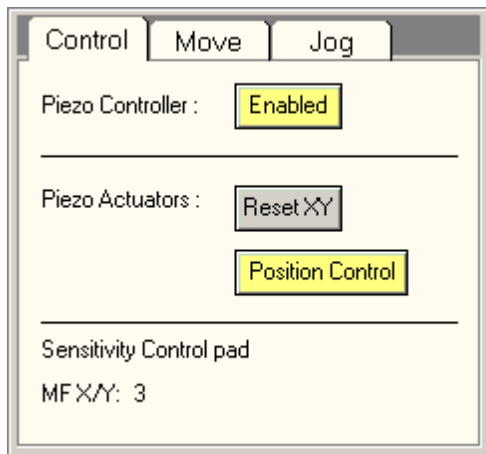 Control Move Jog
Piezo Controller : Enabled
Piezo Actuators : Reset XY
Position Control
Sensitivity Control pad
MF X/Y: 3